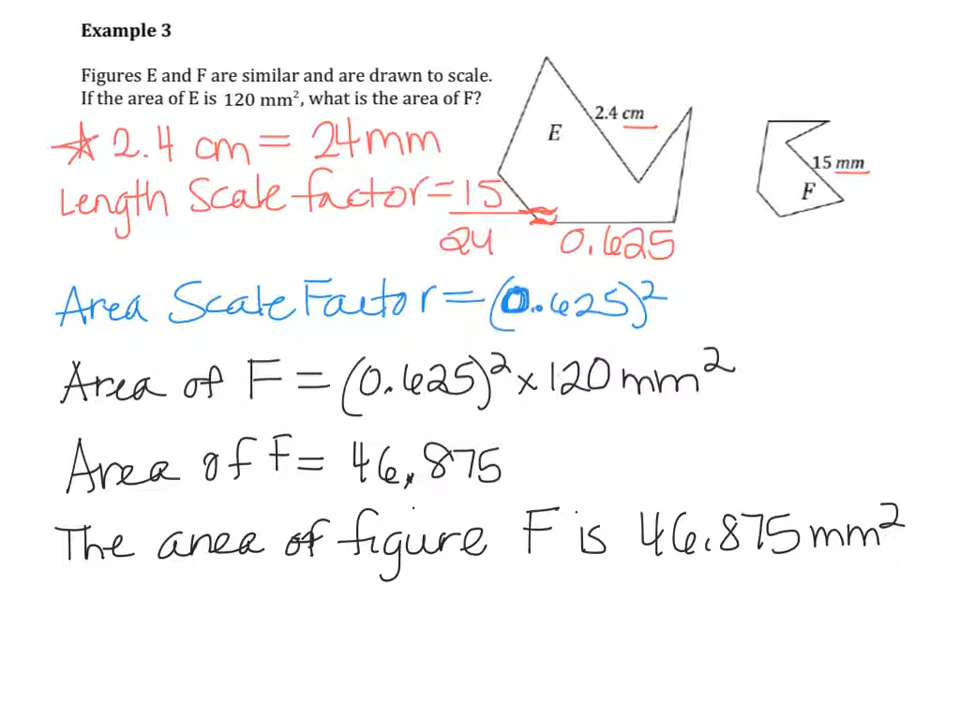 Example 3
Figures E and F are similar and are drawn to scale.
If the area of E is 120 mm², what is the area of F?
2.4 cm
E
15 mm
F
☆ 2.4 cm = 24mm
Length Scale factor = 15/24 ≈ 0.625
Area Scale Factor = (0.625)²
Area of F = (0.625)² × 120 mm²
Area of F = 46.875
The area of figure F is 46.875 mm²